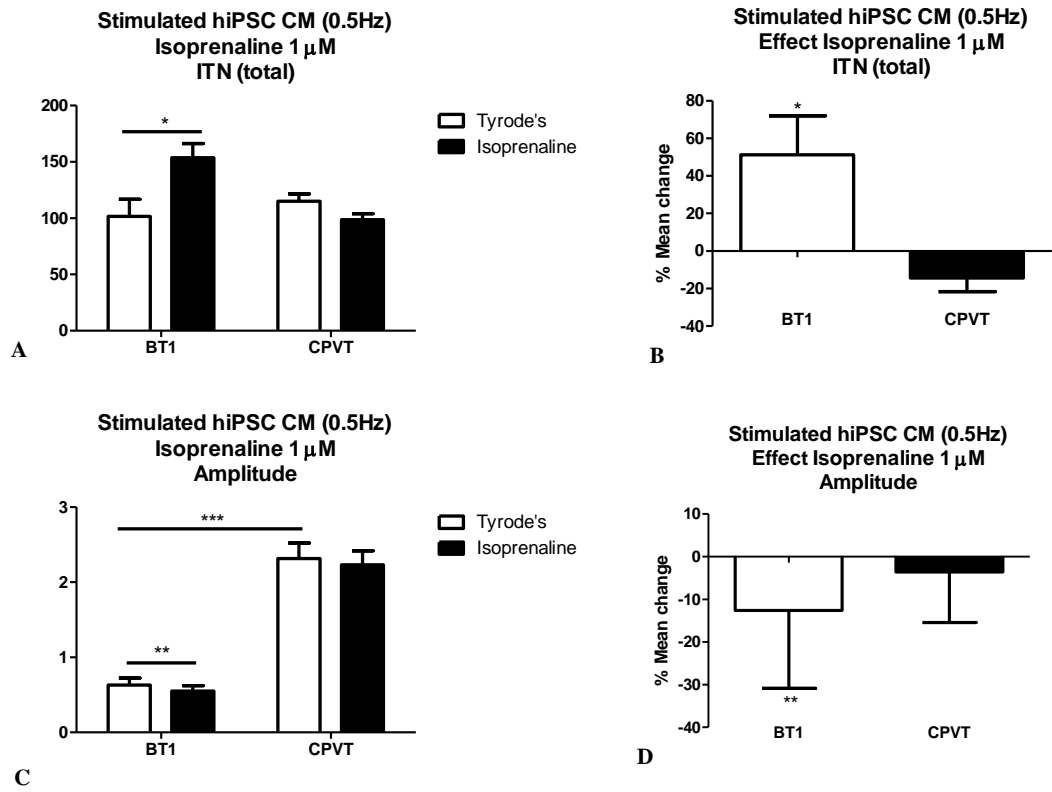 Stimulated hiPSC CM (0.5Hz)
Isoprenaline 1 μM
ITN (total)
200
150
100
50
0
*
BT1
CPVT
Tyrode's
Isoprenaline
A
Stimulated hiPSC CM (0.5Hz)
Effect Isoprenaline 1 μM
ITN (total)
% Mean change
80
60
40
20
0
-20
-40
*
BT1
CPVT
B
Stimulated hiPSC CM (0.5Hz)
Isoprenaline 1 μM
Amplitude
3
2
1
0
***
**
BT1
CPVT
Tyrode's
Isoprenaline
C
Stimulated hiPSC CM (0.5Hz)
Effect Isoprenaline 1 μM
Amplitude
% Mean change
10
0
-10
-20
-30
-40
**
BT1
CPVT
D